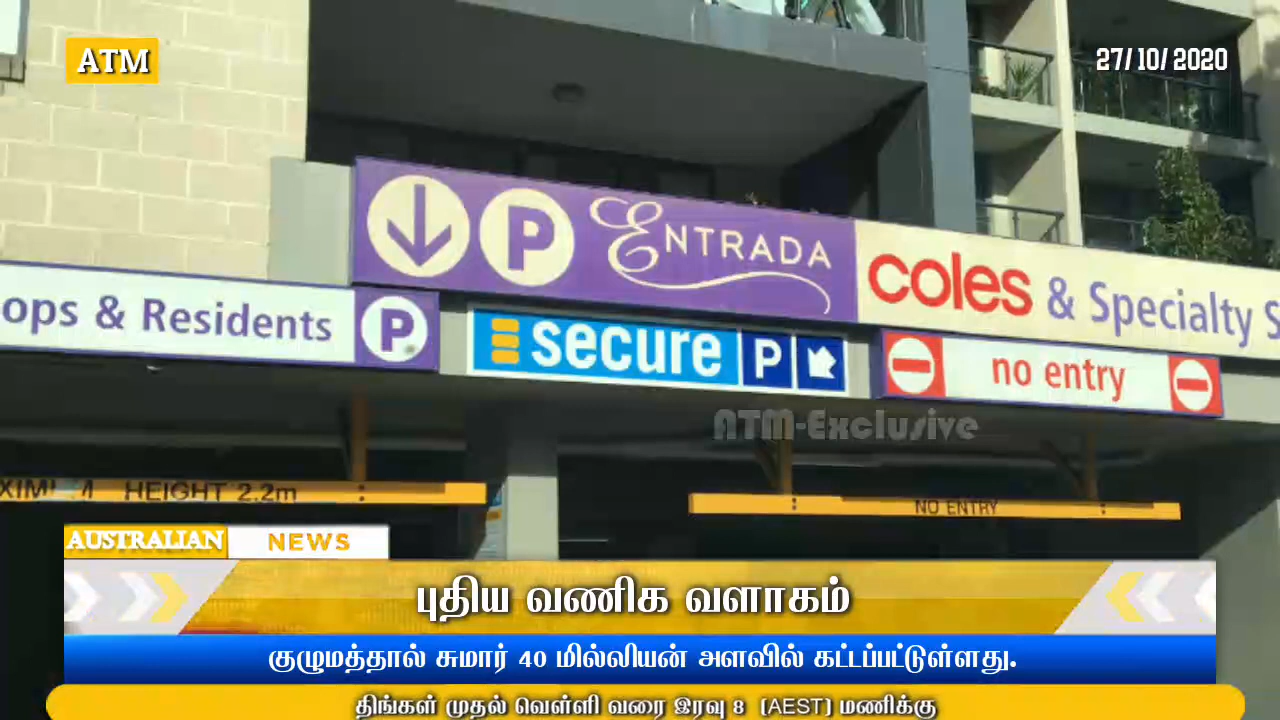 ATM
27/10/2020
ENTRADA
coles & Specialty S
ops & Residents P
secure P
no entry
ATM-Exclusive
HEIGHT 2.2m
NO ENTRY
AUSTRALIAN NEWS
புதிய வணிக வளாகம்
குழுமத்தால் சுமார் 40 மில்லியன் அளவில் கட்டப்பட்டுள்ளது.
திங்கள் முதல் வெள்ளி வரை இரவு 8 (AEST) மணிக்கு